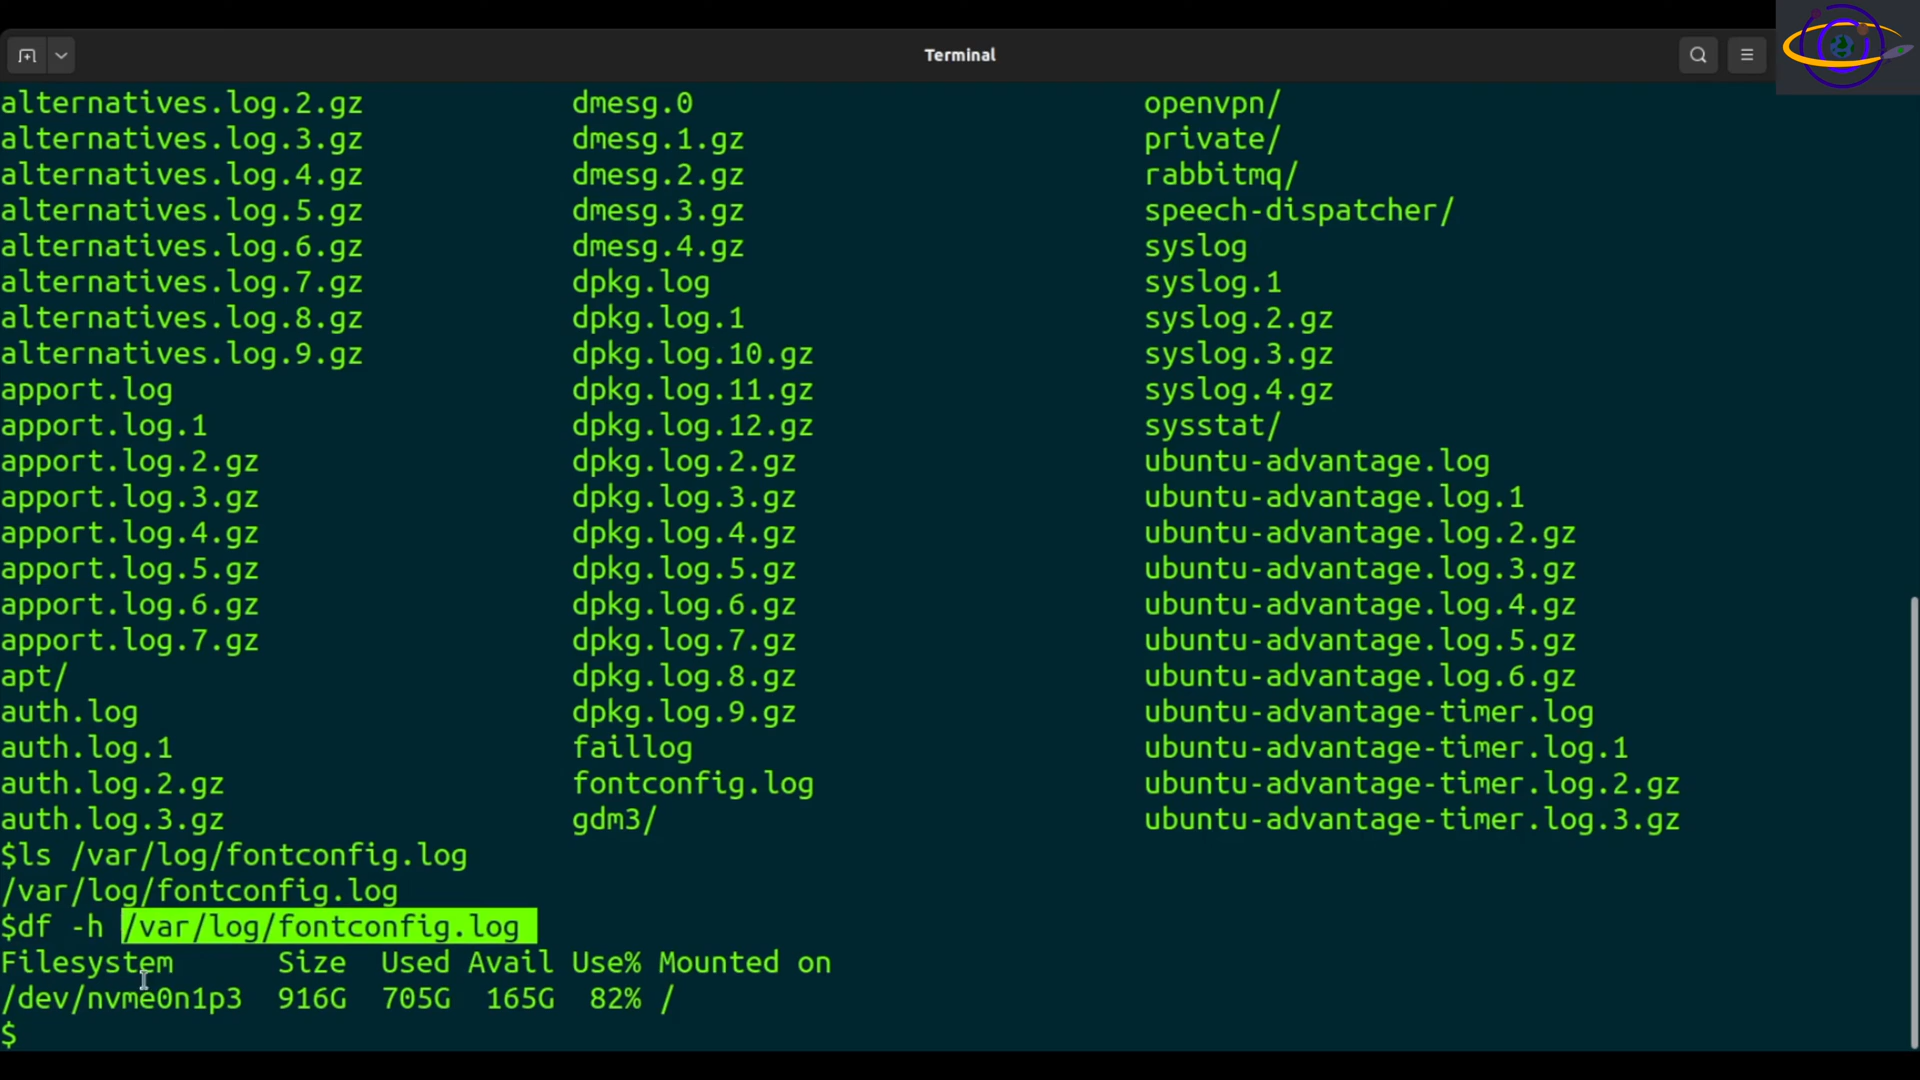 Terminal
alternatives.log.2.gz dmesg.0 openvpn/
alternatives.log.3.gz dmesg.1.gz private/
alternatives.log.4.gz dmesg.2.gz rabbitmq/
alternatives.log.5.gz dmesg.3.gz speech-dispatcher/
alternatives.log.6.gz dmesg.4.gz syslog
alternatives.log.7.gz dpkg.log syslog.1
alternatives.log.8.gz dpkg.log.1 syslog.2.gz
alternatives.log.9.gz dpkg.log.10.gz syslog.3.gz
apport.log dpkg.log.11.gz syslog.4.gz
apport.log.1 dpkg.log.12.gz sysstat/
apport.log.2.gz dpkg.log.2.gz ubuntu-advantage.log
apport.log.3.gz dpkg.log.3.gz ubuntu-advantage.log.1
apport.log.4.gz dpkg.log.4.gz ubuntu-advantage.log.2.gz
apport.log.5.gz dpkg.log.5.gz ubuntu-advantage.log.3.gz
apport.log.6.gz dpkg.log.6.gz ubuntu-advantage.log.4.gz
apport.log.7.gz dpkg.log.7.gz ubuntu-advantage.log.5.gz
apt/ dpkg.log.8.gz ubuntu-advantage.log.6.gz
auth.log dpkg.log.9.gz ubuntu-advantage-timer.log
auth.log.1 faillog ubuntu-advantage-timer.log.1
auth.log.2.gz fontconfig.log ubuntu-advantage-timer.log.2.gz
auth.log.3.gz gdm3/ ubuntu-advantage-timer.log.3.gz
$ls /var/log/fontconfig.log
/var/log/fontconfig.log
$df -h /var/log/fontconfig.log
Filesystem Size Used Avail Use% Mounted on
/dev/nvme0n1p3 916G 705G 165G 82% /
$